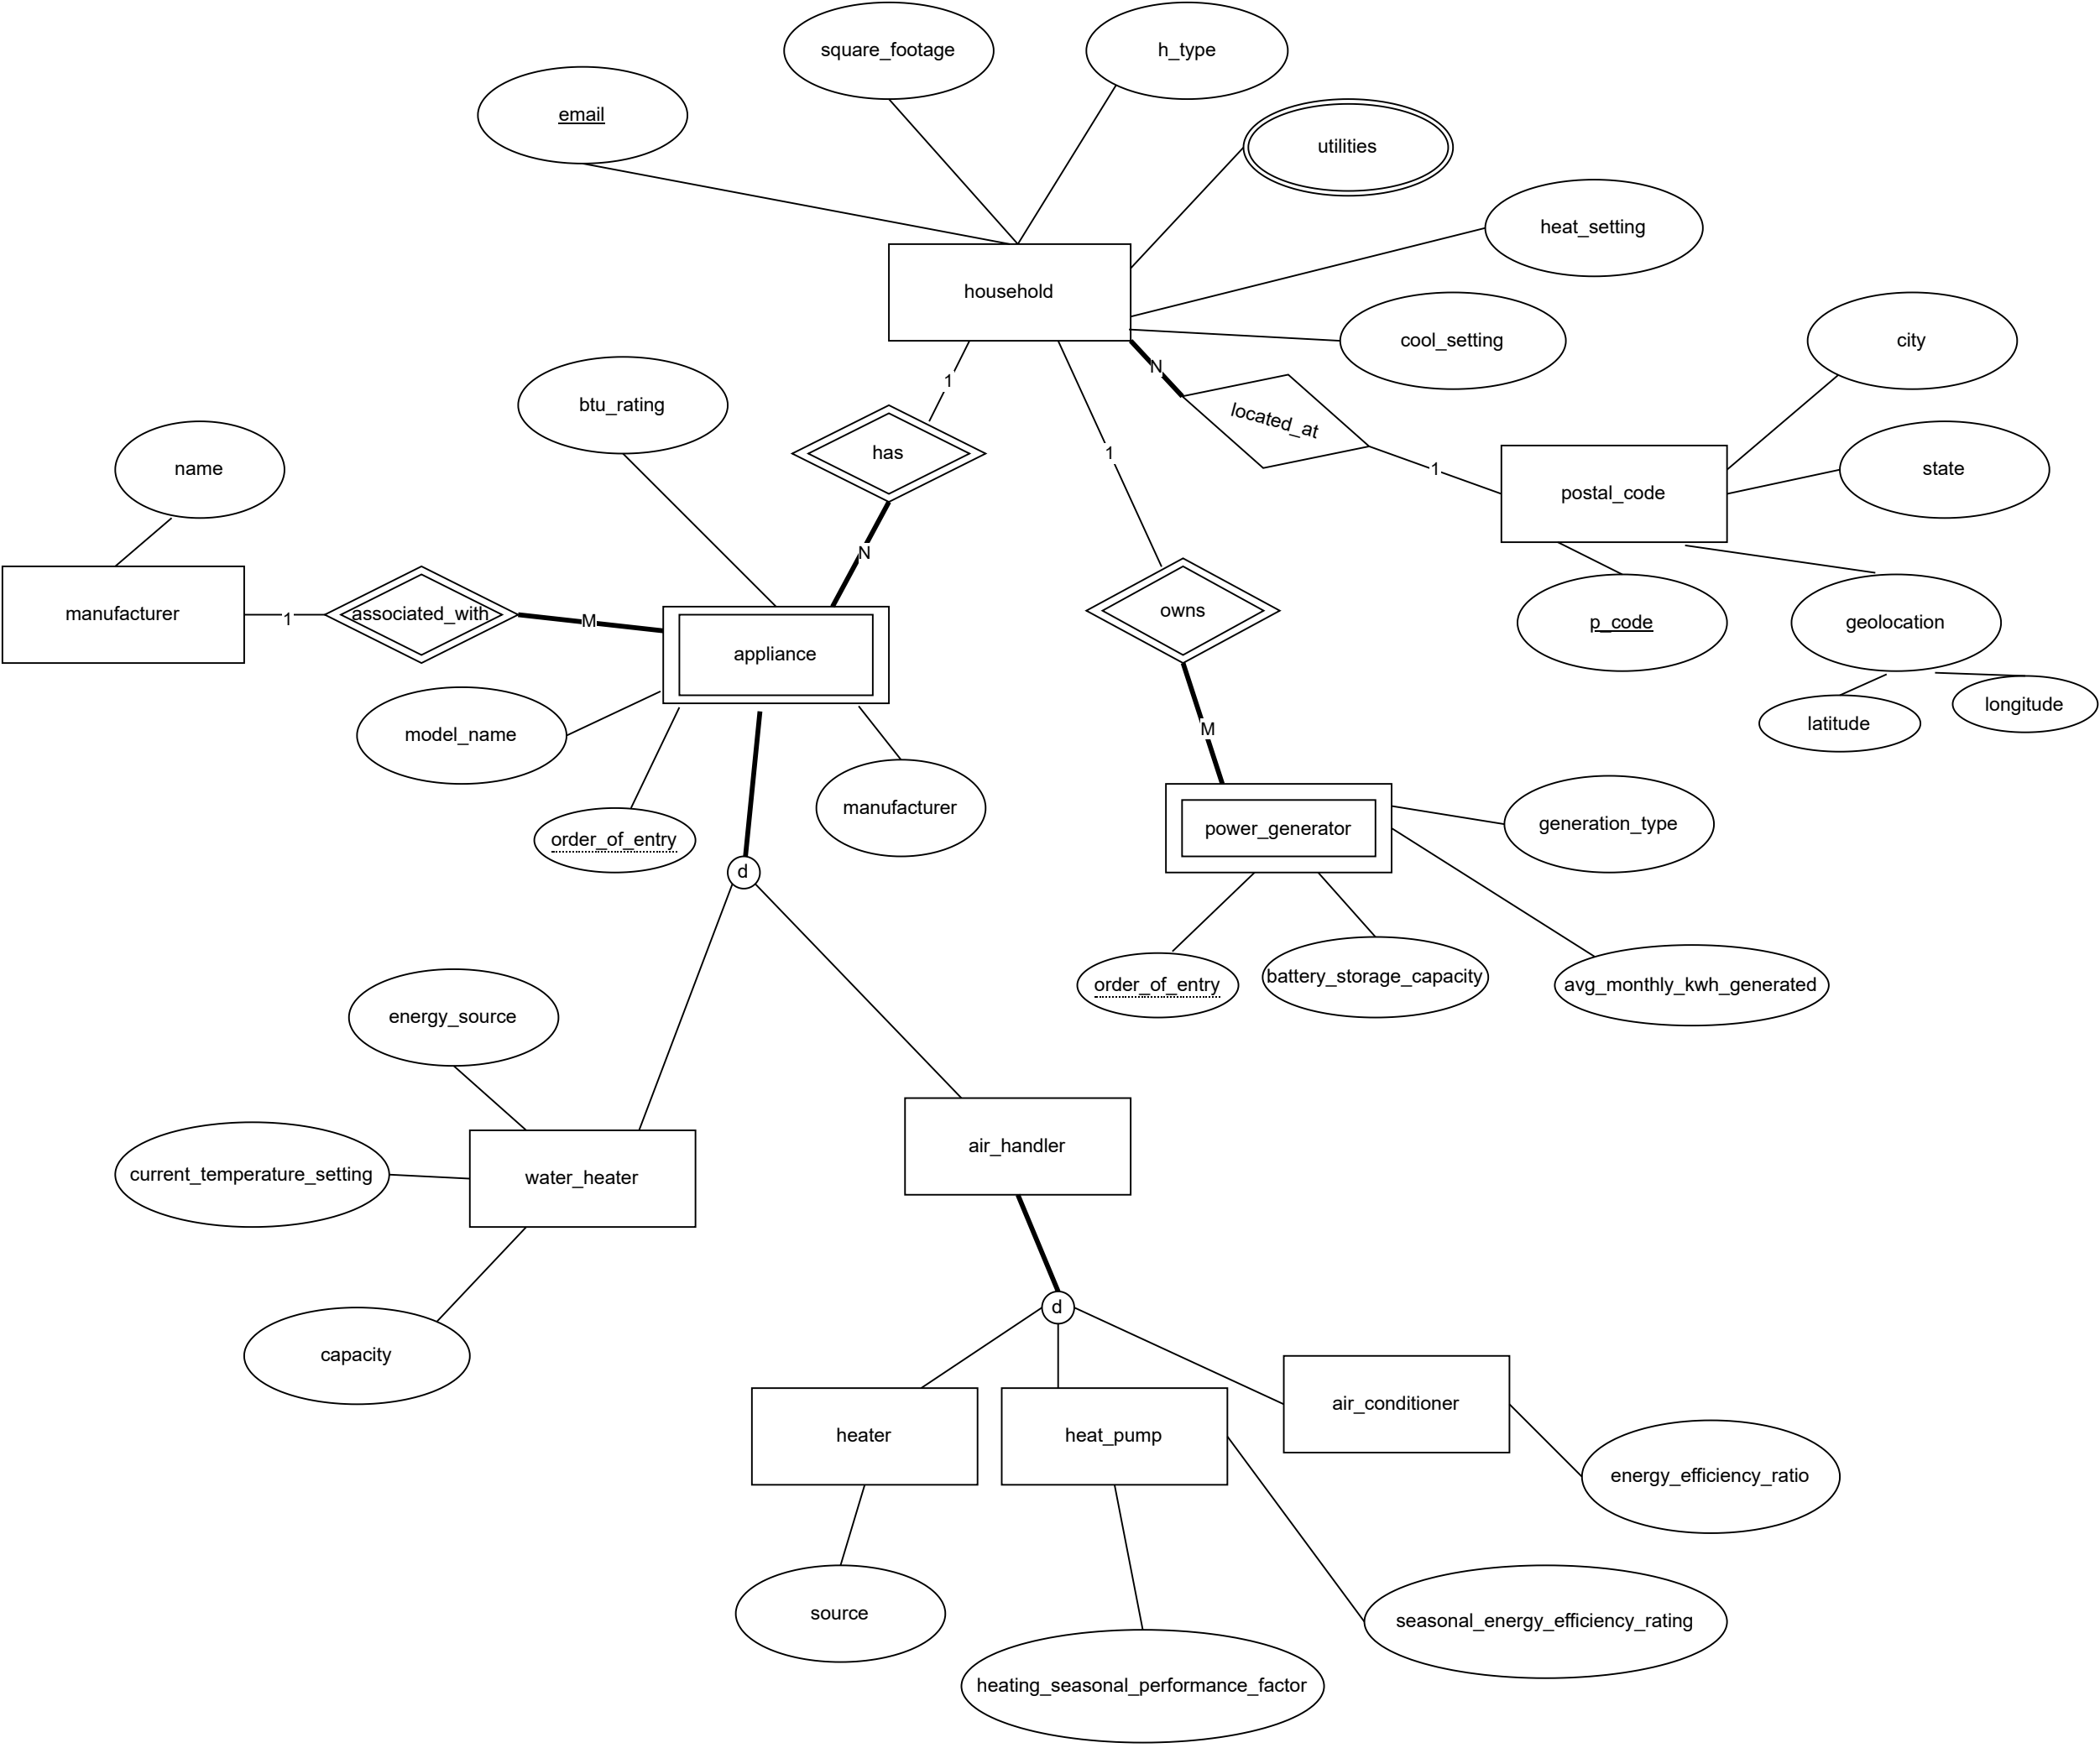 square_footage
h_type
email
utilities
heat_setting
household
cool_setting
city
N
1
btu_rating
located_at
has
1
name
1
state
postal_code
N
manufacturer
1
associated_with
M
owns
p_code
geolocation
appliance
longitude
latitude
model_name
M
manufacturer
generation_type
power_generator
order_of_entry
d
battery_storage_capacity
order_of_entry
avg_monthly_kwh_generated
energy_source
air_handler
current_temperature_setting
water_heater
d
capacity
air_conditioner
heater
heat_pump
energy_efficiency_ratio
source
seasonal_energy_efficiency_rating
heating_seasonal_performance_factor